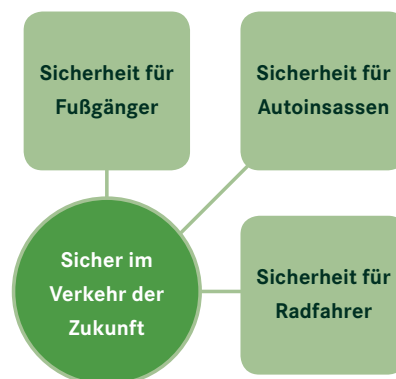 Sicherheit für
Fußgänger
Sicherheit für
Autoinsassen
Sicher im
Verkehr der
Zukunft
Sicherheit für
Radfahrer